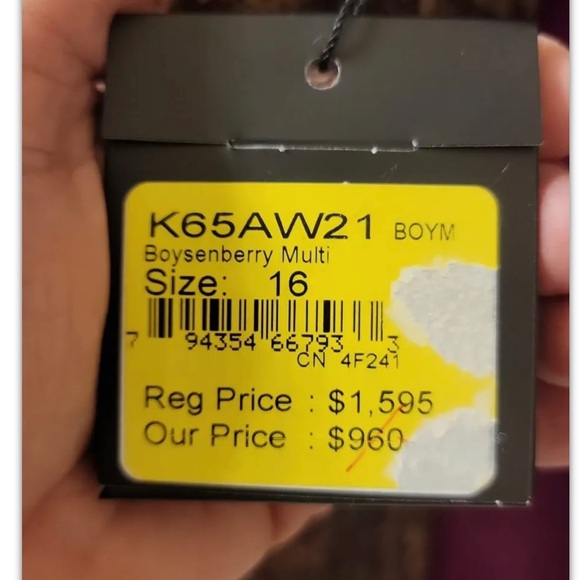 K65AW21 BOYM
Boysenberry Multi
Size: 16
7 94354 66793 3
CN 4F241
Reg Price : $1,595
Our Price : $960